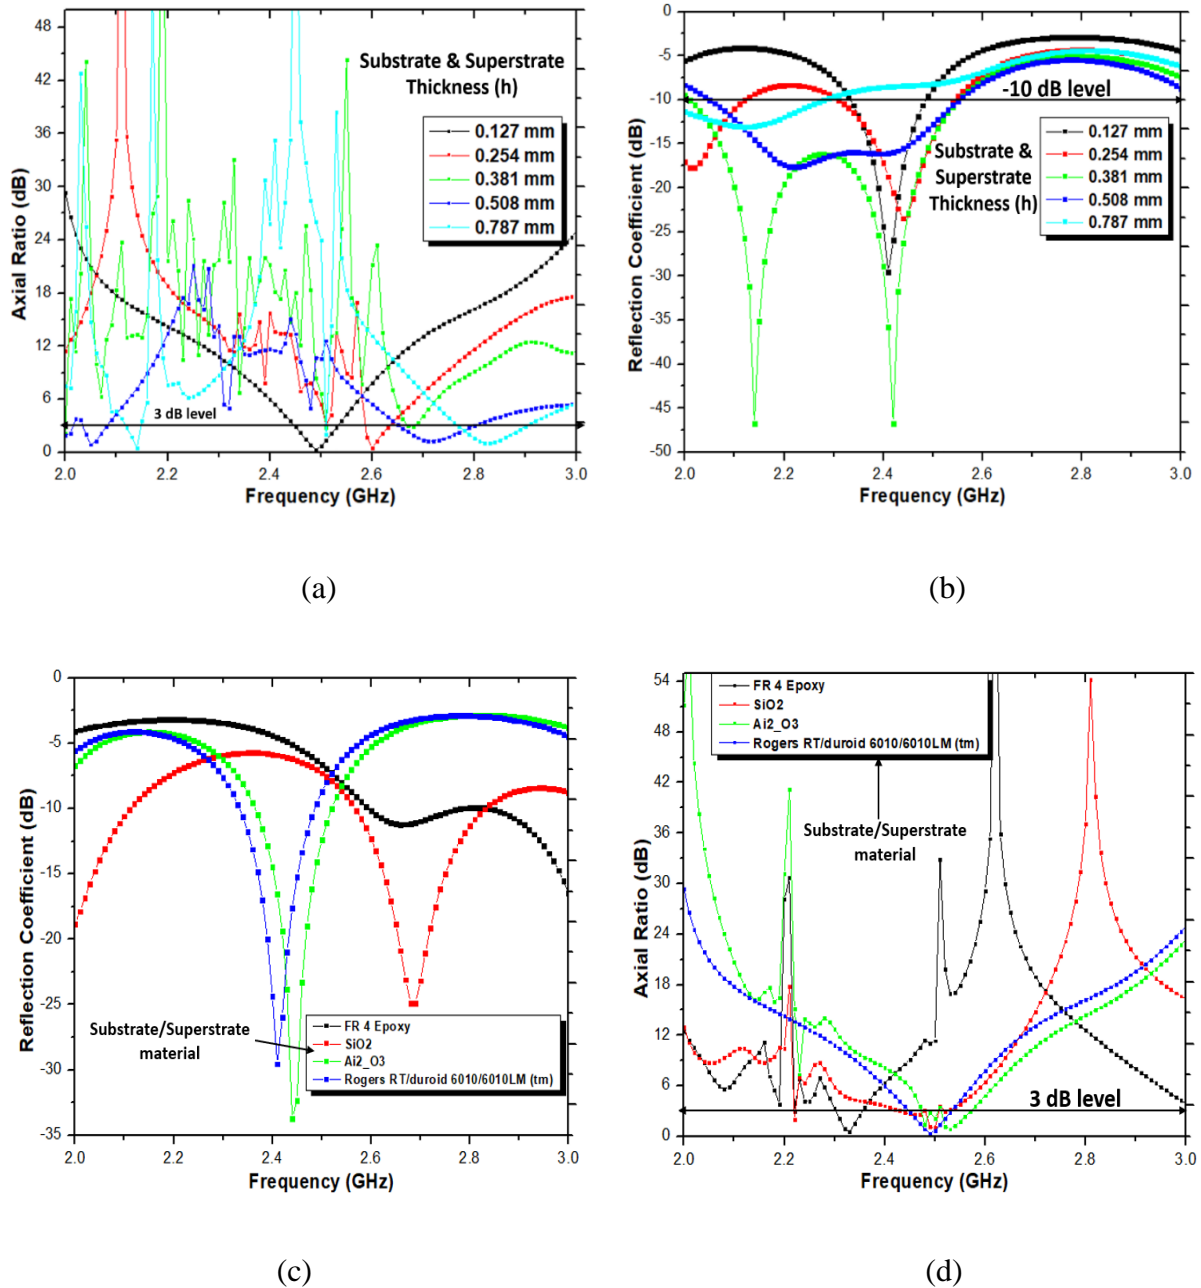 48
42
36
30
24
18
12
6
0
Axial Ratio (dB)
Substrate & Superstrate
Thickness (h)
0.127 mm
0.254 mm
0.381 mm
0.508 mm
0.787 mm
3 dB level
2.0 2.2 2.4 2.6 2.8 3.0
Frequency (GHz)
(a)
0
-5
-10
-15
-20
-25
-30
-35
-40
-45
-50
Reflection Coefficient (dB)
-10 dB level
Substrate &
Superstrate
Thickness (h)
0.127 mm
0.254 mm
0.381 mm
0.508 mm
0.787 mm
2.0 2.2 2.4 2.6 2.8 3.0
Frequency (GHz)
(b)
0
-5
-10
-15
-20
-25
-30
-35
Reflection Coefficient (dB)
Substrate/Superstrate
material
FR 4 Epoxy
SiO2
Ai2_O3
Rogers RT/duroid 6010/6010LM (tm)
2.0 2.2 2.4 2.6 2.8 3.0
Frequency (GHz)
(c)
54
48
42
36
30
24
18
12
6
0
Axial Ratio (dB)
FR 4 Epoxy
SiO2
Ai2_O3
Rogers RT/duroid 6010/6010LM (tm)
Substrate/Superstrate
material
3 dB level
2.0 2.2 2.4 2.6 2.8 3.0
Frequency (GHz)
(d)